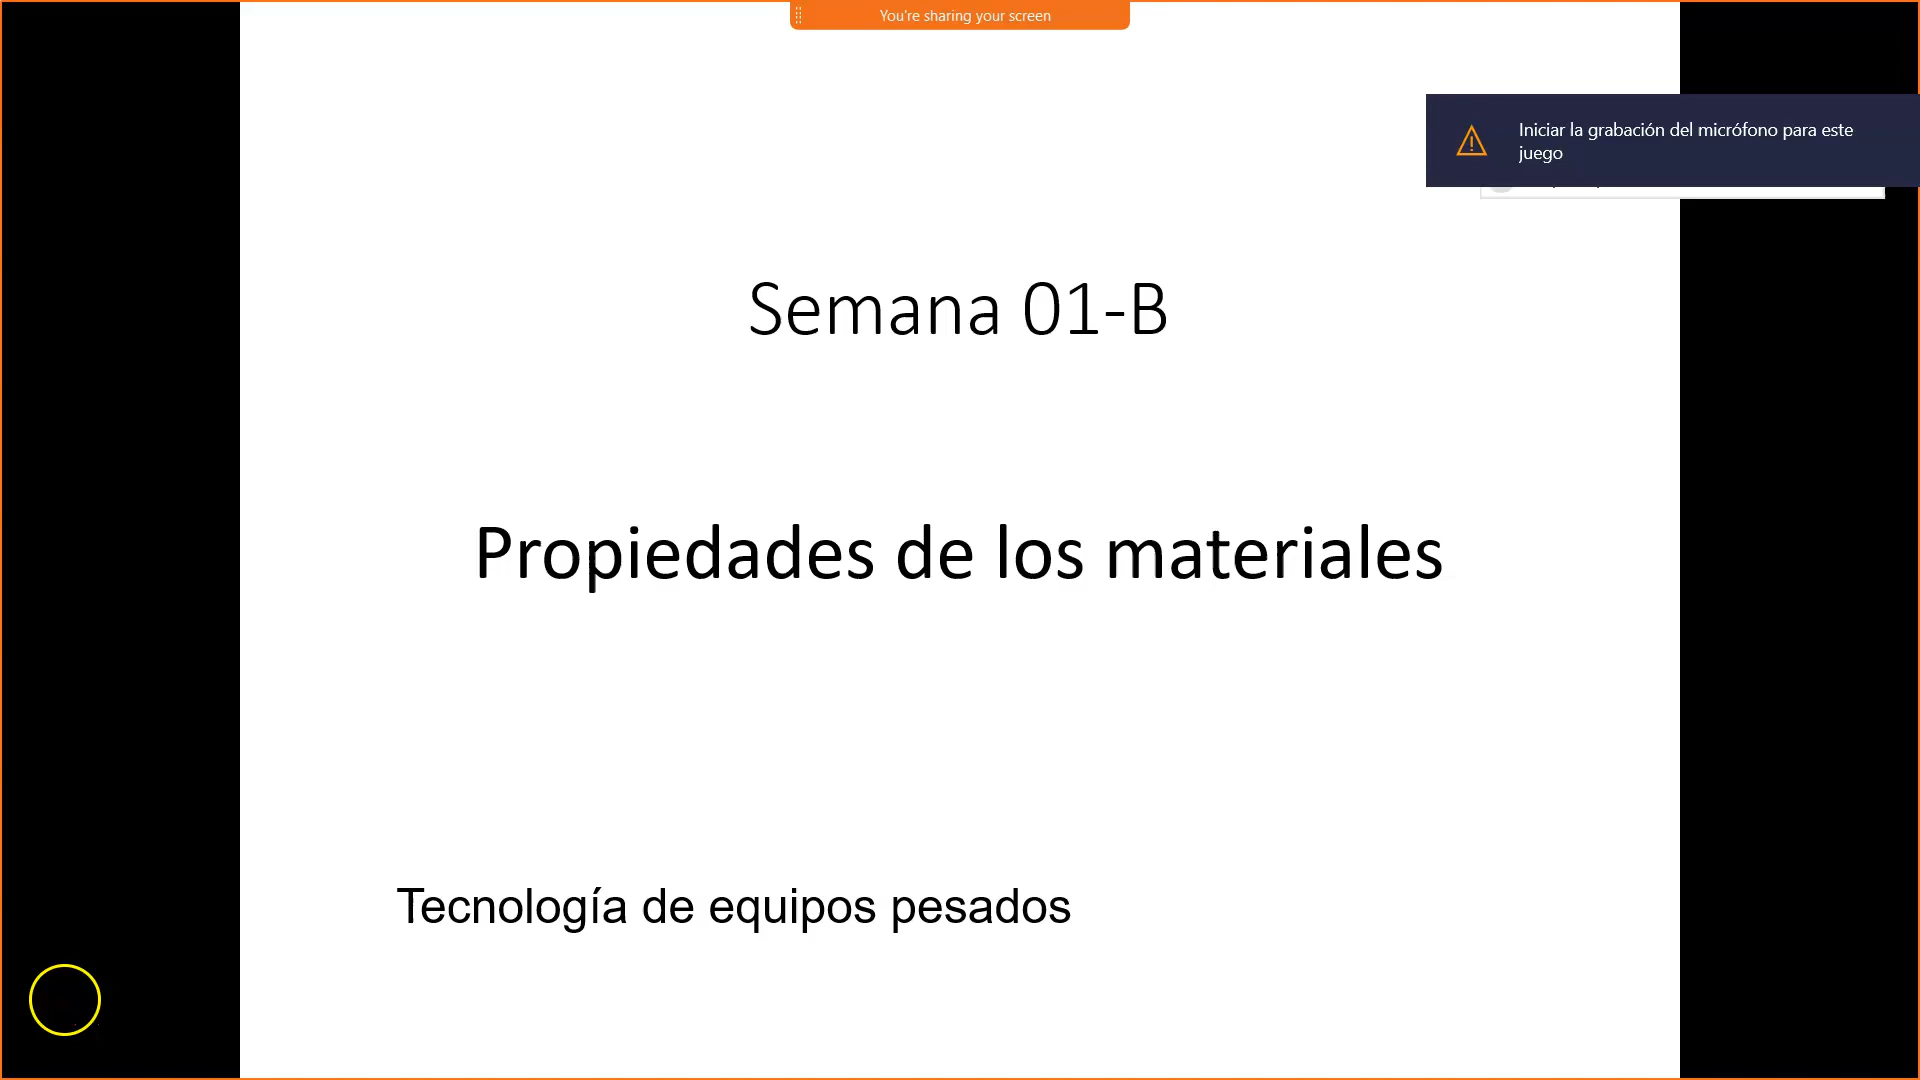 You're sharing your screen
Iniciar la grabación del micrófono para este
juego
Semana 01-B
Propiedades de los materiales
Tecnología de equipos pesados